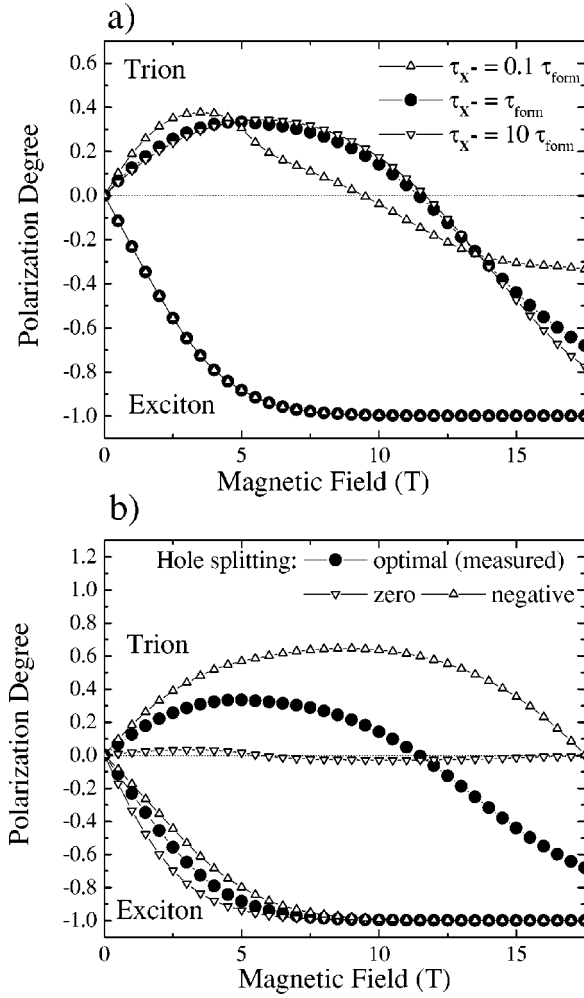 a)
0.6
Trion
τX- = 0.1 τform
0.4
τX- = τform
τX- = 10 τform
0.2
0.0
-0.2
-0.4
-0.6
-0.8
Exciton
-1.0
0 5 10 15
Magnetic Field (T)
Polarization Degree
b)
1.2
Hole splitting: optimal (measured)
1.0
zero negative
0.8
Trion
0.6
0.4
0.2
0.0
-0.2
-0.4
-0.6
-0.8
Exciton
-1.0
0 5 10 15
Magnetic Field (T)
Polarization Degree